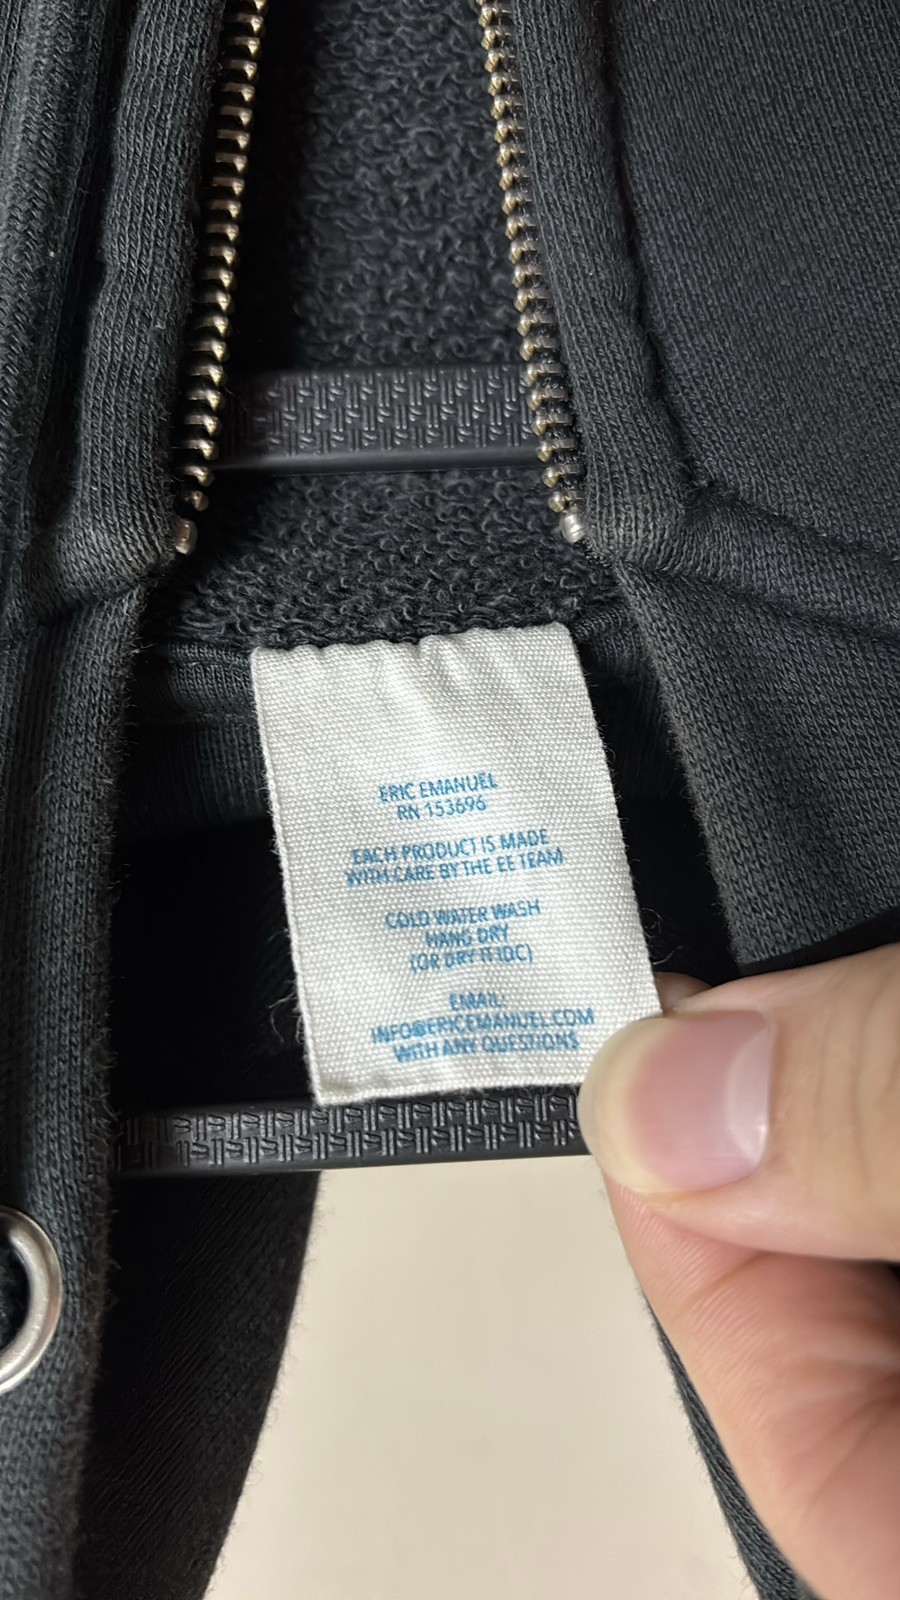 ERIC EMANUEL
RN 153696
EACH PRODUCT IS MADE
WITH CARE BY THE EE TEAM
COLD WATER WASH
HANG DRY
(OR DRY IT IDC)
EMAIL:
INFO@ERICEMANUEL.COM
WITH ANY QUESTIONS